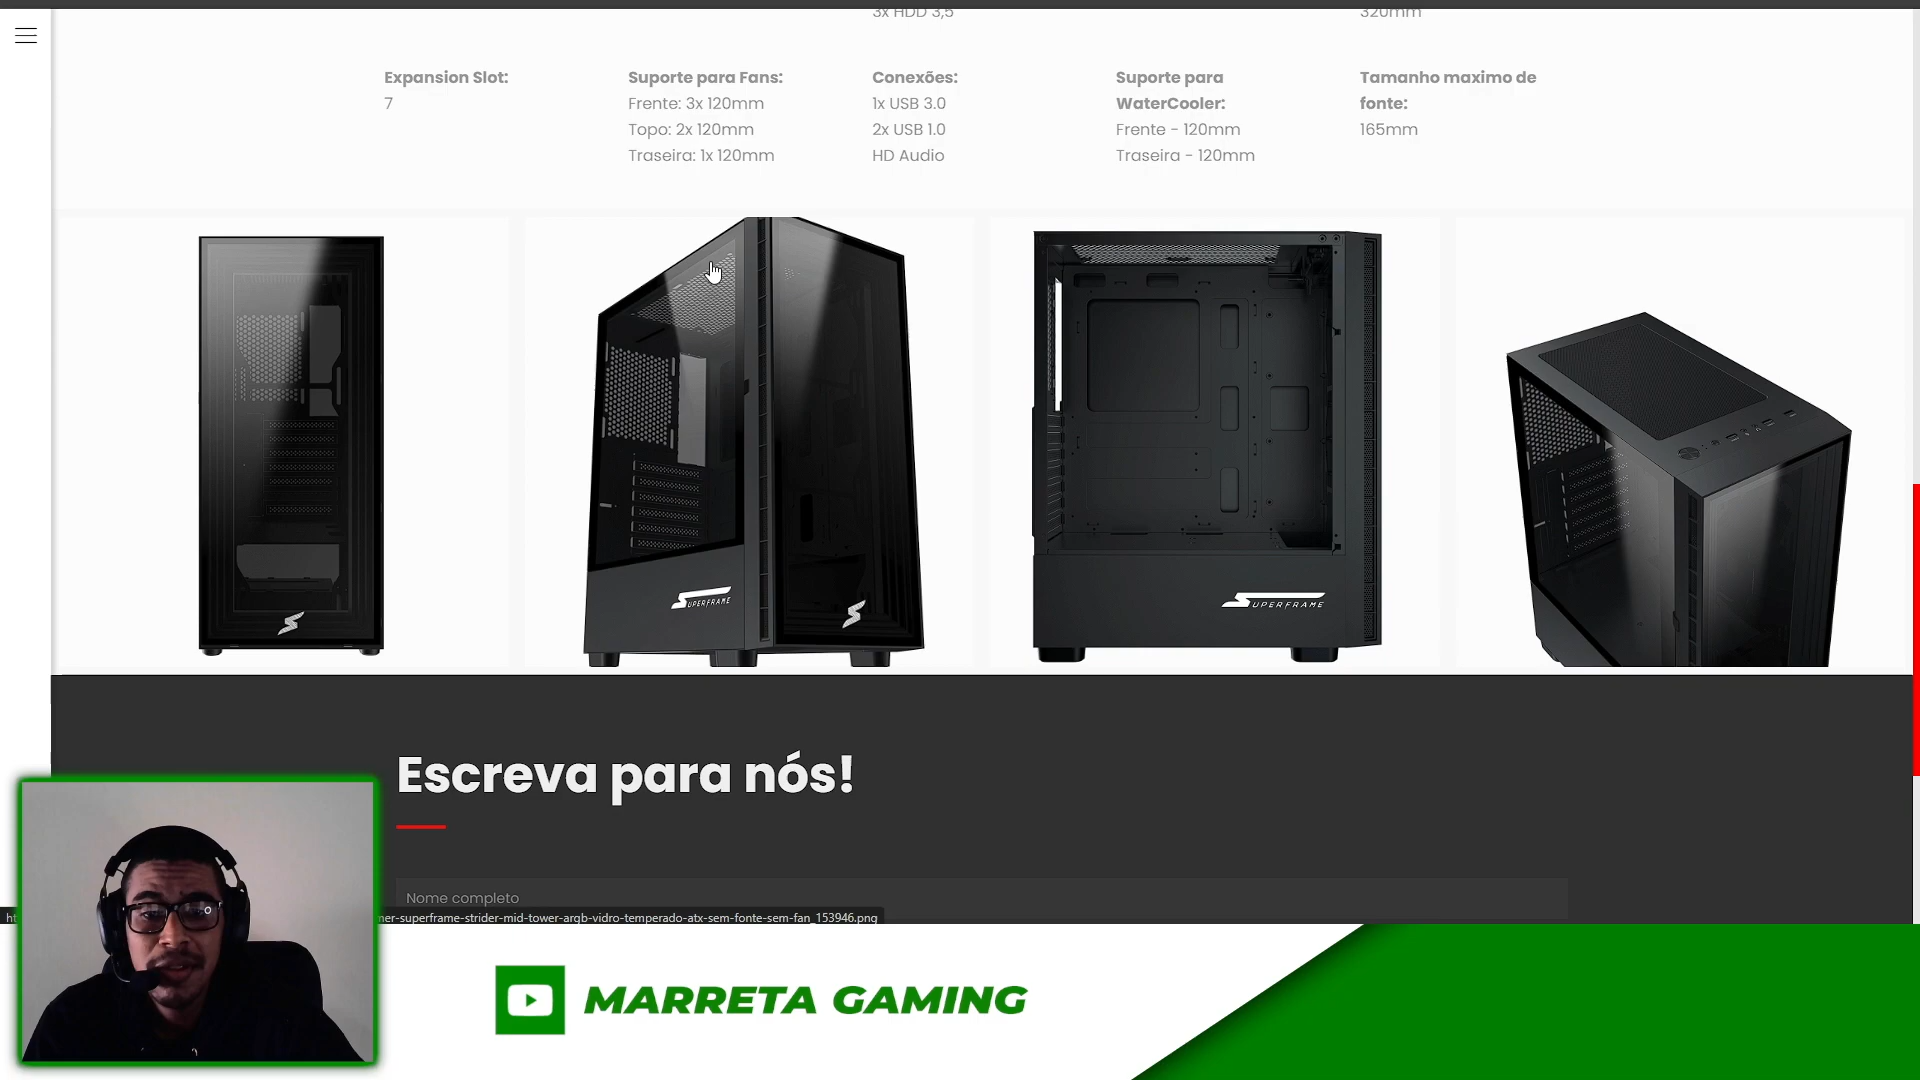 3x HDD 3,5
320mm
Expansion Slot:
7
Suporte para Fans:
Frente: 3x 120mm
Topo: 2x 120mm
Traseira: 1x 120mm
Conexões:
1x USB 3.0
2x USB 1.0
HD Audio
Suporte para
WaterCooler:
Frente - 120mm
Traseira - 120mm
Tamanho maximo de
fonte:
165mm
SUPERFRAME
SUPERFRAME
Escreva para nós!
Nome completo
mer-superframe-strider-mid-tower-argb-vidro-temperado-atx-sem-fonte-sem-fan_153946.png
MARRETA GAMING